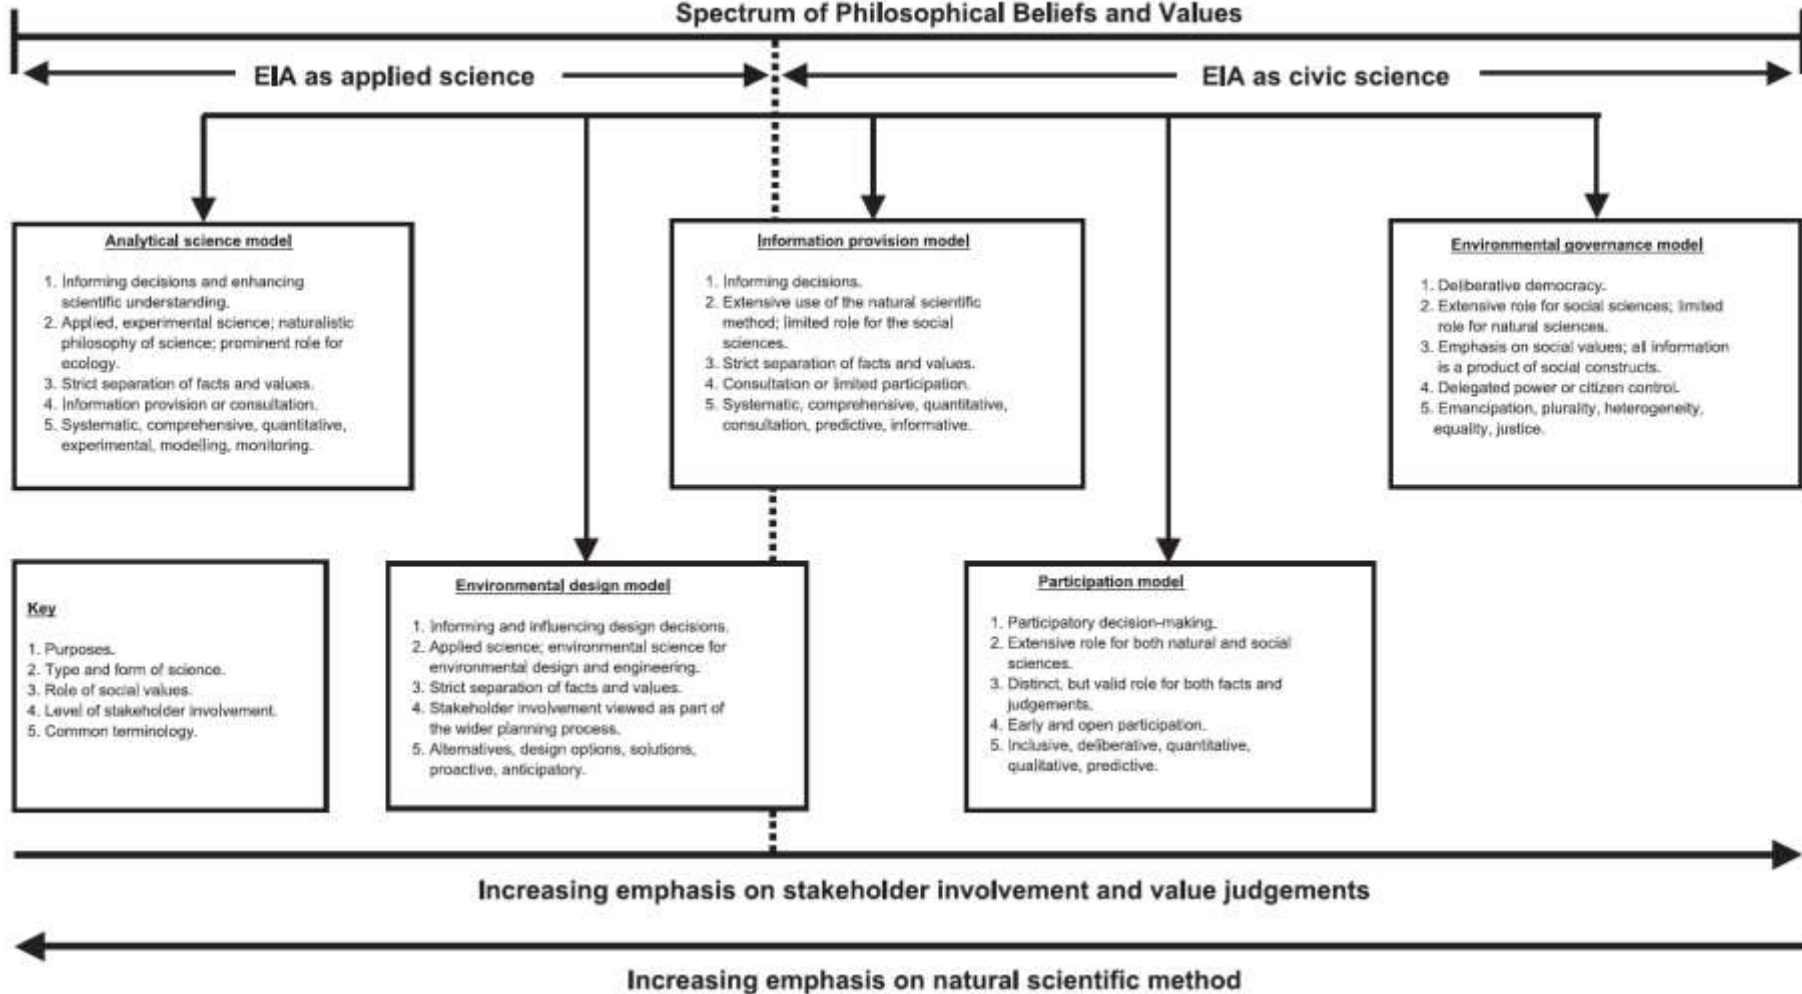 Spectrum of Philosophical Beliefs and Values
EIA as applied science
EIA as civic science
Analytical science model
1. Informing decisions and enhancing
scientific understanding.
2. Applied, experimental science; naturalistic
philosophy of science; prominent role for
ecology.
3. Strict separation of facts and values.
4. Information provision or consultation.
5. Systematic, comprehensive, quantitative,
experimental, modelling, monitoring.
Information provision model
1. Informing decisions.
2. Extensive use of the natural scientific
method; limited role for the social
sciences.
3. Strict separation of facts and values.
4. Consultation or limited participation.
5. Systematic, comprehensive, quantitative,
consultation, predictive, informative.
Environmental governance model
1. Deliberative democracy.
2. Extensive role for social sciences; limited
role for natural sciences.
3. Emphasis on social values; all information
is a product of social constructs.
4. Delegated power or citizen control.
5. Emancipation, plurality, heterogeneity,
equality, justice.
Key
1. Purposes.
2. Type and form of science.
3. Role of social values.
4. Level of stakeholder involvement.
5. Common terminology.
Environmental design model
1. Informing and influencing design decisions.
2. Applied science; environmental science for
environmental design and engineering.
3. Strict separation of facts and values.
4. Stakeholder involvement viewed as part of
the wider planning process.
5. Alternatives, design options, solutions,
proactive, anticipatory.
Participation model
1. Participatory decision-making.
2. Extensive role for both natural and social
sciences.
3. Distinct, but valid role for both facts and
judgements.
4. Early and open participation.
5. Inclusive, deliberative, quantitative,
qualitative, predictive.
Increasing emphasis on stakeholder involvement and value judgements
Increasing emphasis on natural scientific method